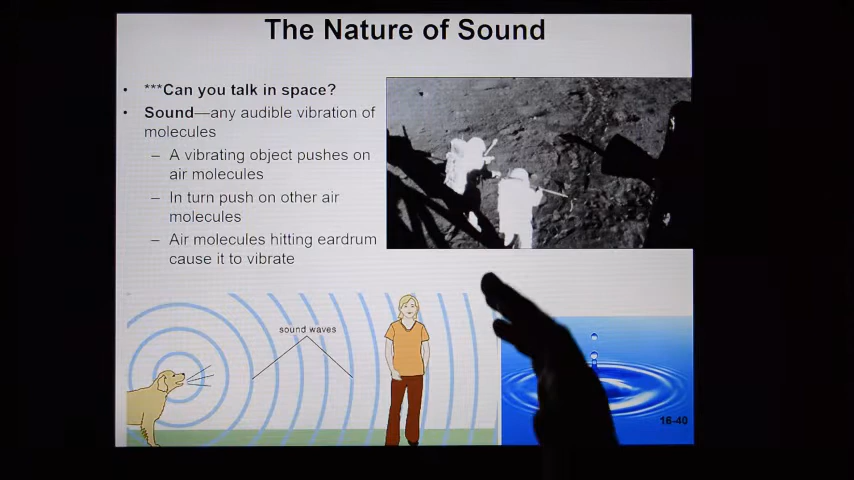 The Nature of Sound
• ***Can you talk in space?
• Sound—any audible vibration of
molecules
– A vibrating object pushes on
air molecules
– In turn push on other air
molecules
– Air molecules hitting eardrum
cause it to vibrate
sound waves
16-40